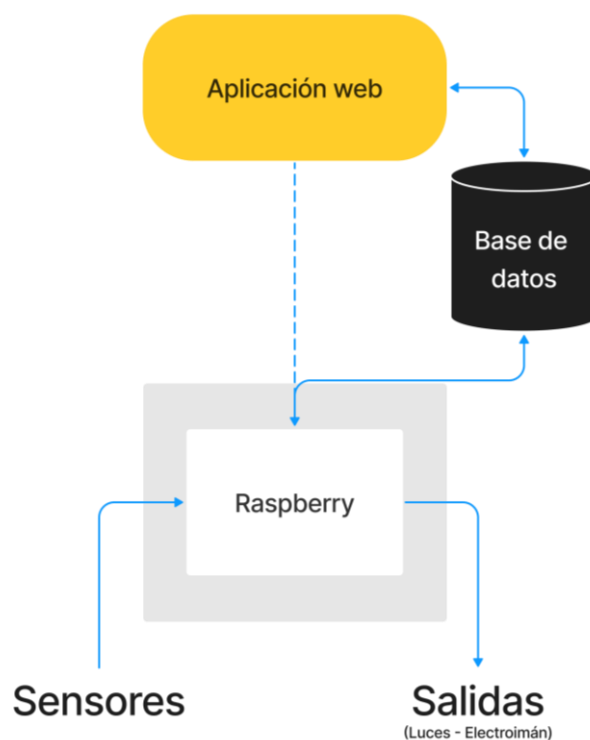 Aplicación web
Base de
datos
Raspberry
Sensores
Salidas
(Luces - Electroimán)